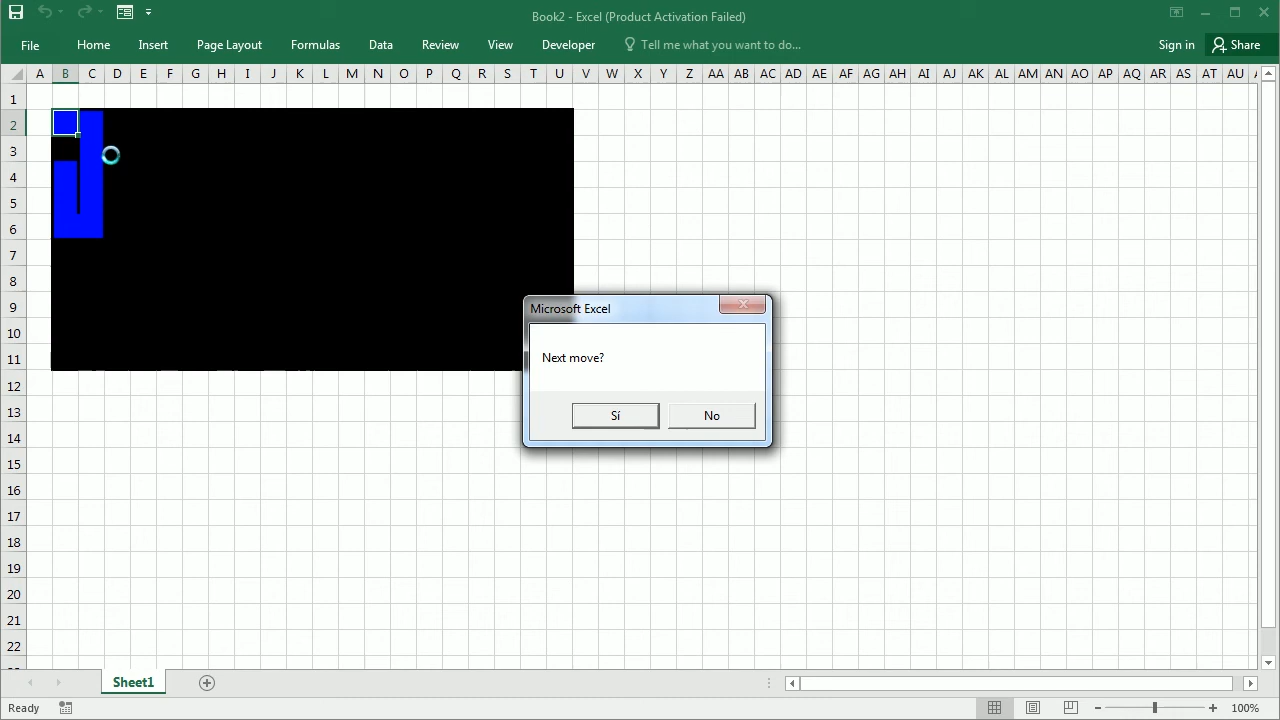 Book2 - Excel (Product Activation Failed)
File Home Insert Page Layout Formulas Data Review View Developer Tell me what you want to do... Sign in Share
A B C D E F G H I J K L M N O P Q R S T U V W X Y Z AA AB AC AD AE AF AG AH AI AJ AK AL AM AN AO AP AQ AR AS AT AU
1
2
3
4
5
6
7
8
Microsoft Excel
9
10
Next move?
11
12
13
Sí No
14
15
16
17
18
19
20
21
22
Sheet1
Ready 100%